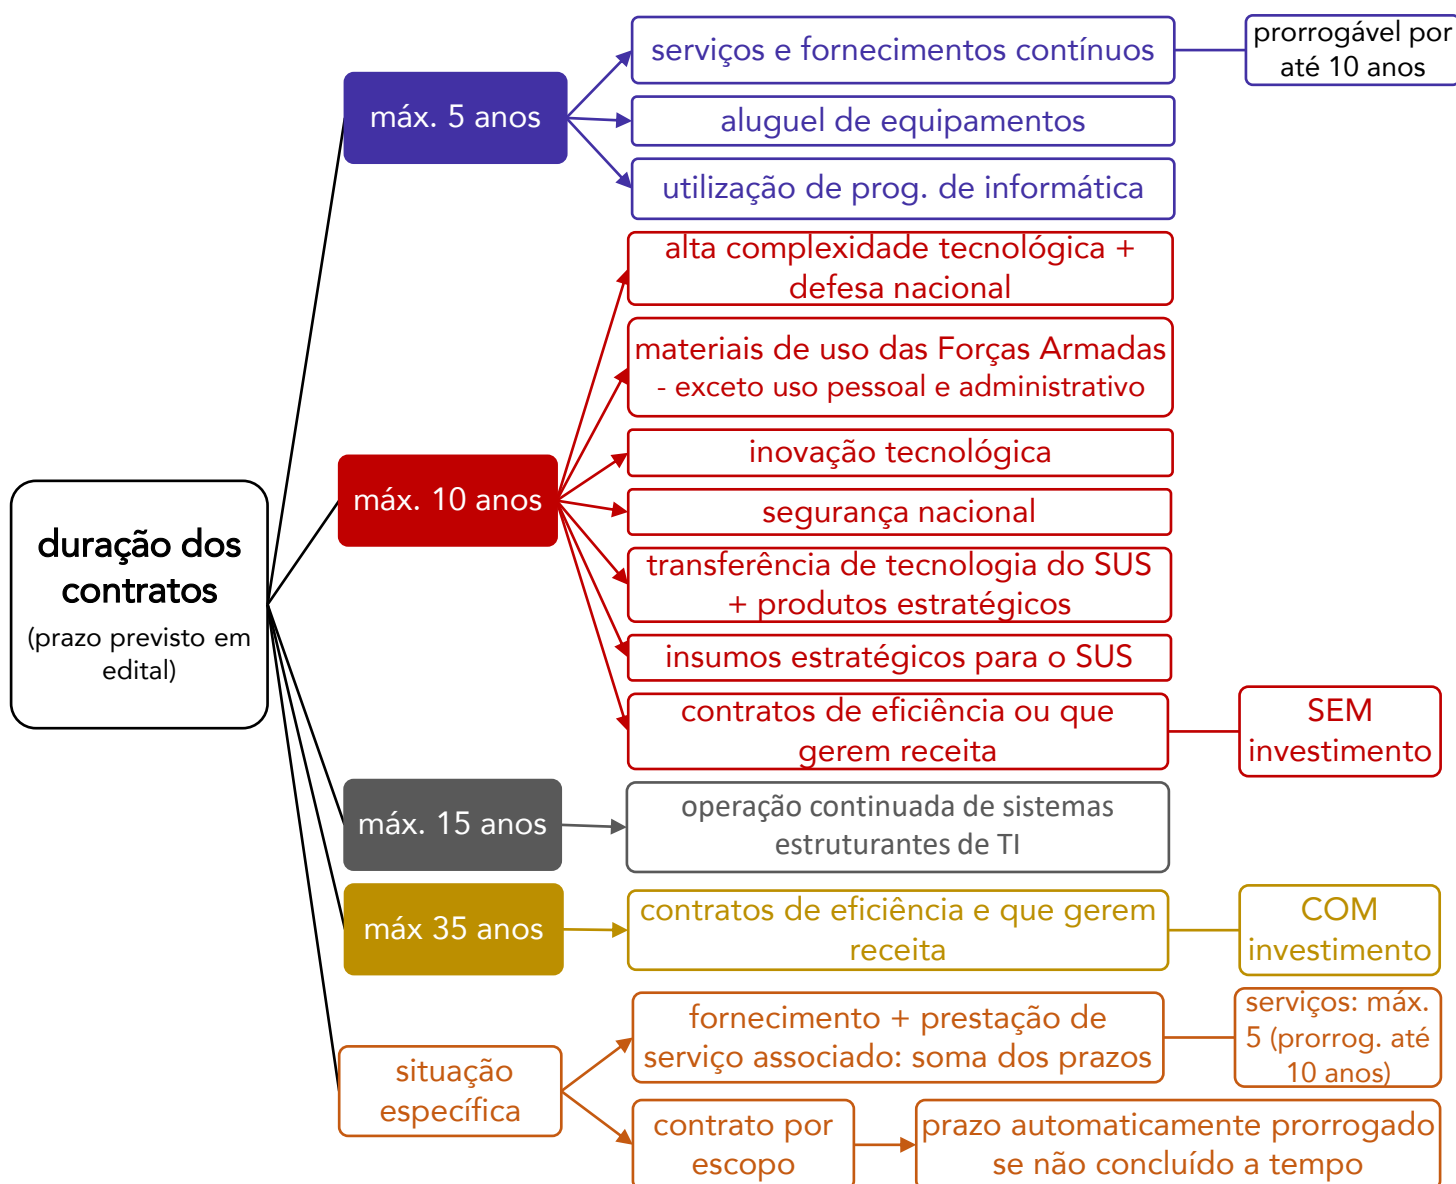 duração dos
contratos
(prazo previsto em
edital)
máx. 5 anos
serviços e fornecimentos contínuos
prorrogável por
até 10 anos
aluguel de equipamentos
utilização de prog. de informática
máx. 10 anos
alta complexidade tecnológica +
defesa nacional
materiais de uso das Forças Armadas
- exceto uso pessoal e administrativo
inovação tecnológica
segurança nacional
transferência de tecnologia do SUS
+ produtos estratégicos
insumos estratégicos para o SUS
contratos de eficiência ou que
gerem receita
SEM
investimento
máx. 15 anos
operação continuada de sistemas
estruturantes de TI
máx 35 anos
contratos de eficiência e que gerem
receita
COM
investimento
situação
específica
fornecimento + prestação de
serviço associado: soma dos prazos
serviços: máx.
5 (prorrog. até
10 anos)
contrato por
escopo
prazo automaticamente prorrogado
se não concluído a tempo